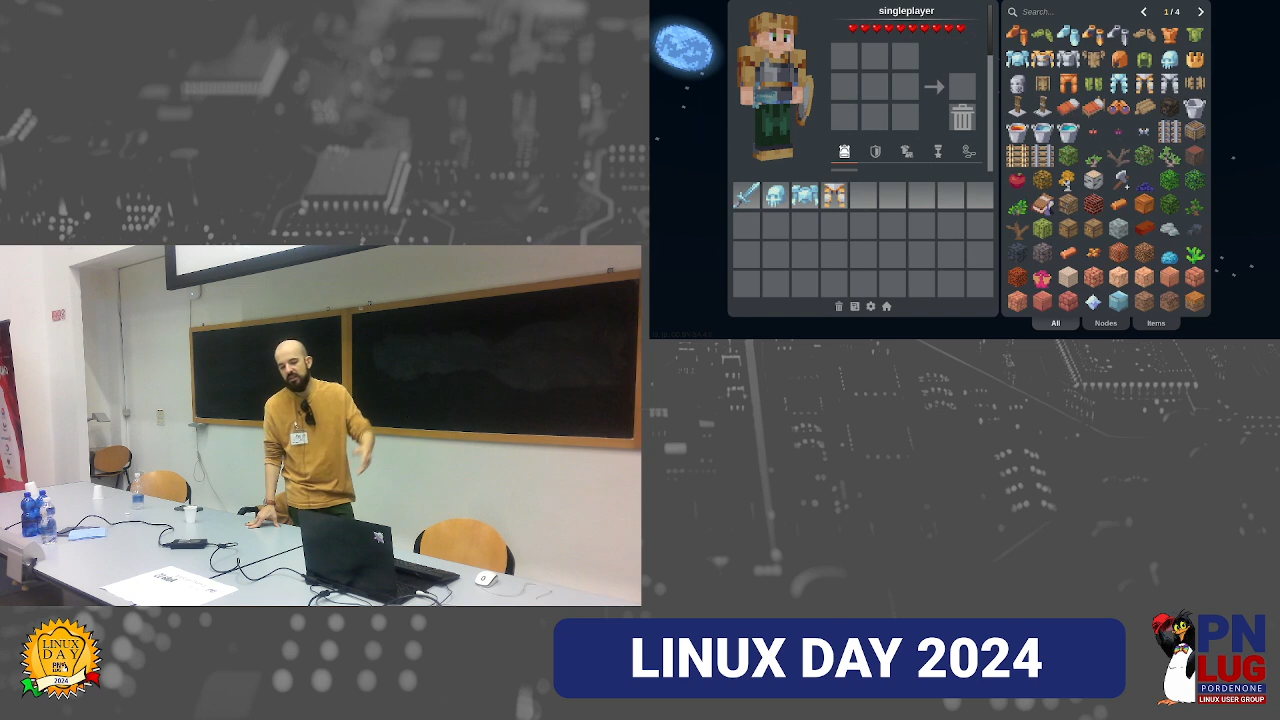 singleplayer
Search...
1 / 4
All
Nodes
Items
LINUX DAY 2024
LINUX
DAY
2024
PN
LUG
PORDENONE
LINUX USER GROUP